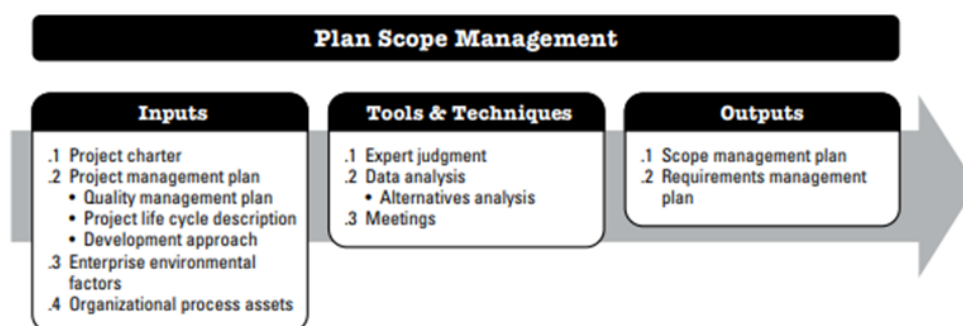 Plan Scope Management
Inputs
.1 Project charter
.2 Project management plan
• Quality management plan
• Project life cycle description
• Development approach
.3 Enterprise environmental
factors
.4 Organizational process assets
Tools & Techniques
.1 Expert judgment
.2 Data analysis
• Alternatives analysis
.3 Meetings
Outputs
.1 Scope management plan
.2 Requirements management
plan